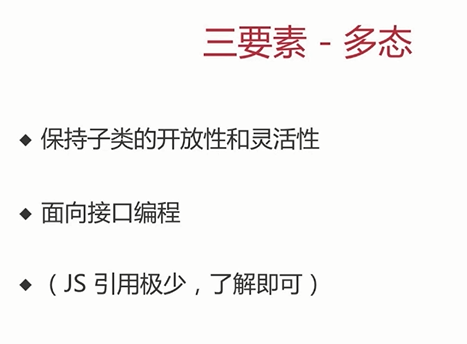 三要素 - 多态
◆ 保持子类的开放性和灵活性
◆ 面向接口编程
◆ （JS 引用极少，了解即可）